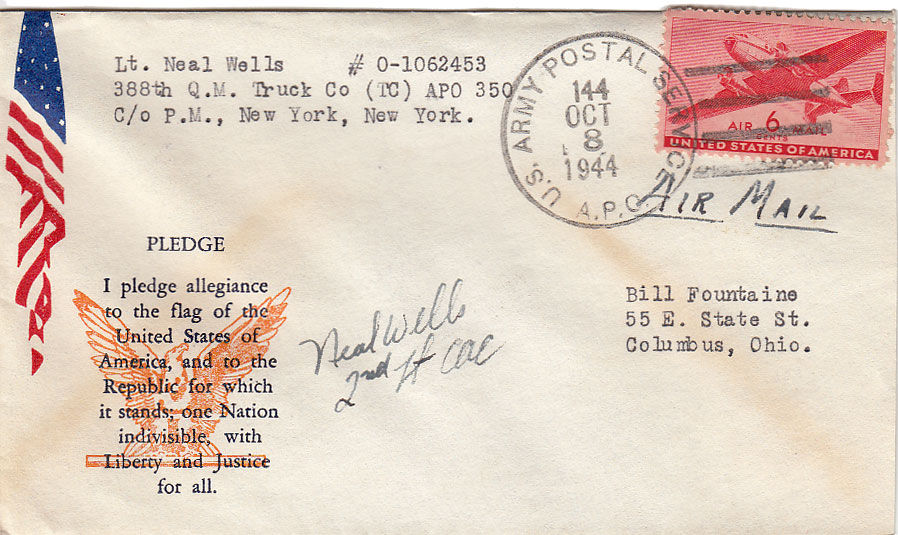 Lt. Neal Wells # O-1062453
388th Q.M. Truck Co (TC) APO 350
C/o P.M., New York, New York.
U.S. ARMY POSTAL SERVICE
144
OCT
8
1944
A.P.O.
AIR 6 MAIL
CENTS
UNITED STATES OF AMERICA
AIR MAIL
PLEDGE
I pledge allegiance
to the flag of the
United States of
America, and to the
Republic for which
it stands; one Nation
indivisible, with
Liberty and Justice
for all.
Neal Wells
2nd Lt CAC
Bill Fountaine
55 E. State St.
Columbus, Ohio.